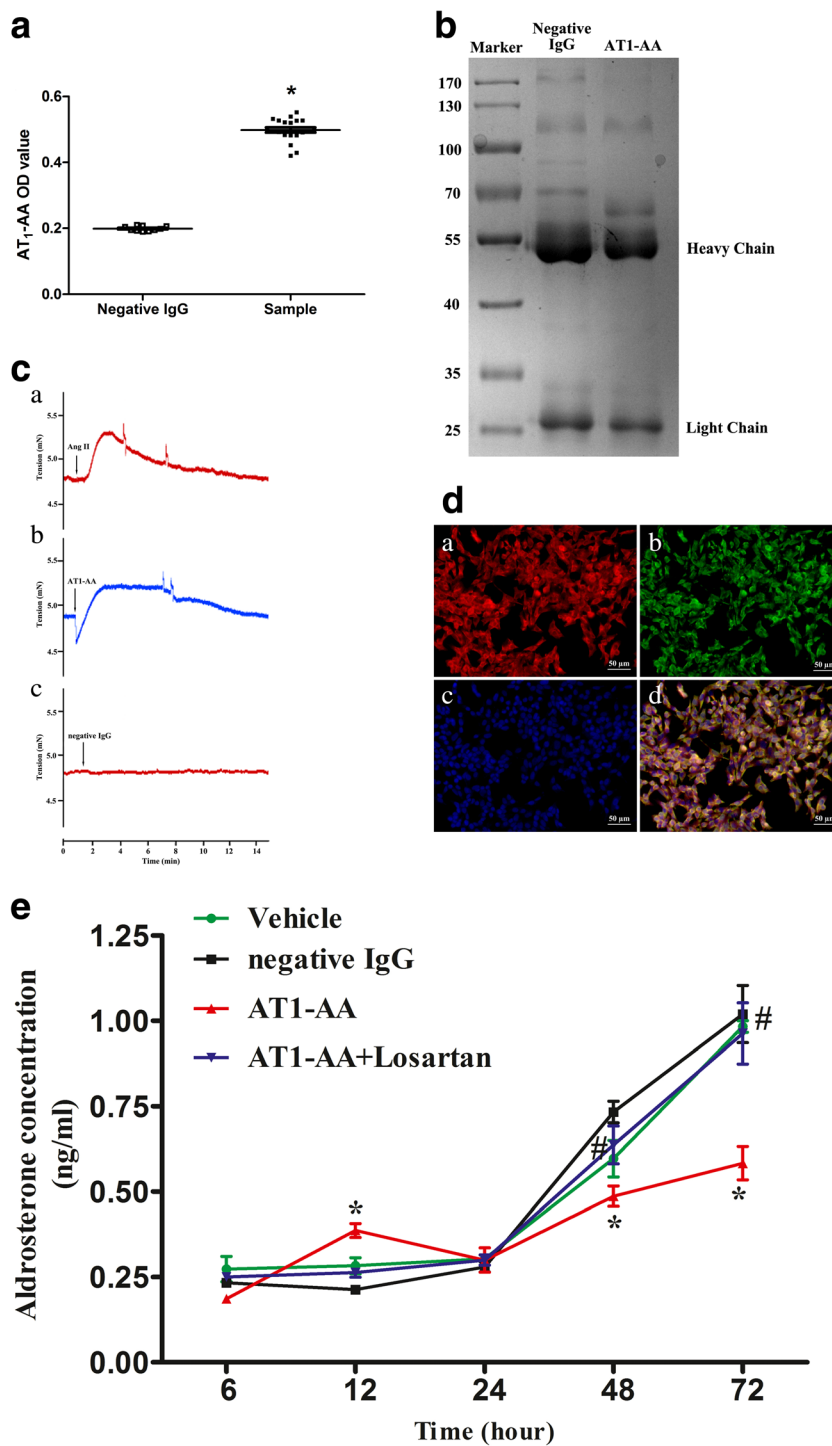 a
0.6
0.4
0.2
0.0
AT1-AA OD value
*
Negative IgG
Sample
b
Marker
Negative
IgG
AT1-AA
170
130
100
70
55
40
35
25
Heavy Chain
Light Chain
c
a
5.5
5.0
4.5
Tension (mN)
Ang II
b
5.5
5.0
4.5
Tension (mN)
AT1-AA
c
5.5
5.0
4.5
Tension (mN)
negative IgG
0 2 4 6 8 10 12 14
Time (min)
d
a
50 µm
b
50 µm
c
50 µm
d
50 µm
e
Vehicle
negative IgG
AT1-AA
AT1-AA+Losartan
1.25
1.00
0.75
0.50
0.25
0.00
Aldrosterone concentration
(ng/ml)
*
#
*
#
*
6 12 24 48 72
Time (hour)